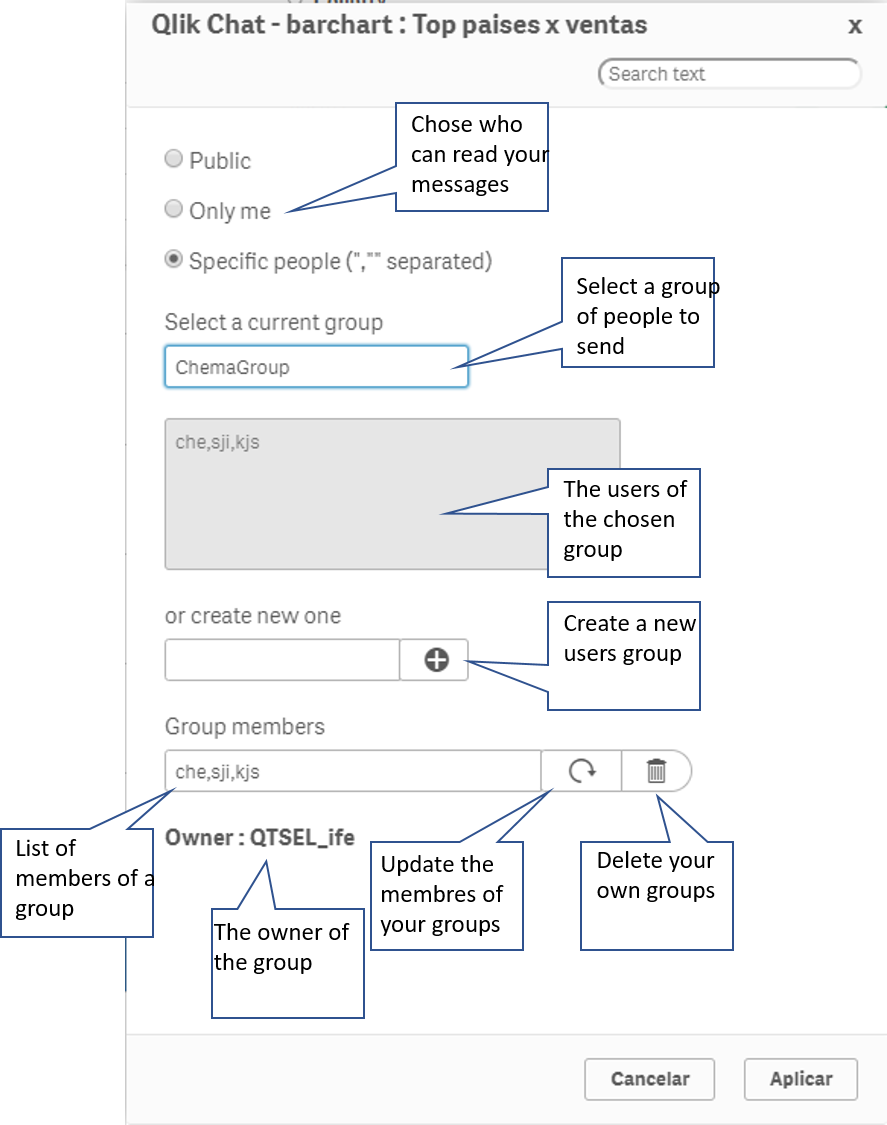 Qlik Chat - barchart : Top paises x ventas
x
Search text
Public
Only me
Specific people (","" separated)
Chose who
can read your
messages
Select a current group
ChemaGroup
Select a group
of people to
send
che,sji,kjs
The users of
the chosen
group
or create new one
Create a new
users group
Group members
che,sji,kjs
Owner : QTSEL_ife
List of
members of a
group
The owner of
the group
Update the
membres of
your groups
Delete your
own groups
Cancelar
Aplicar